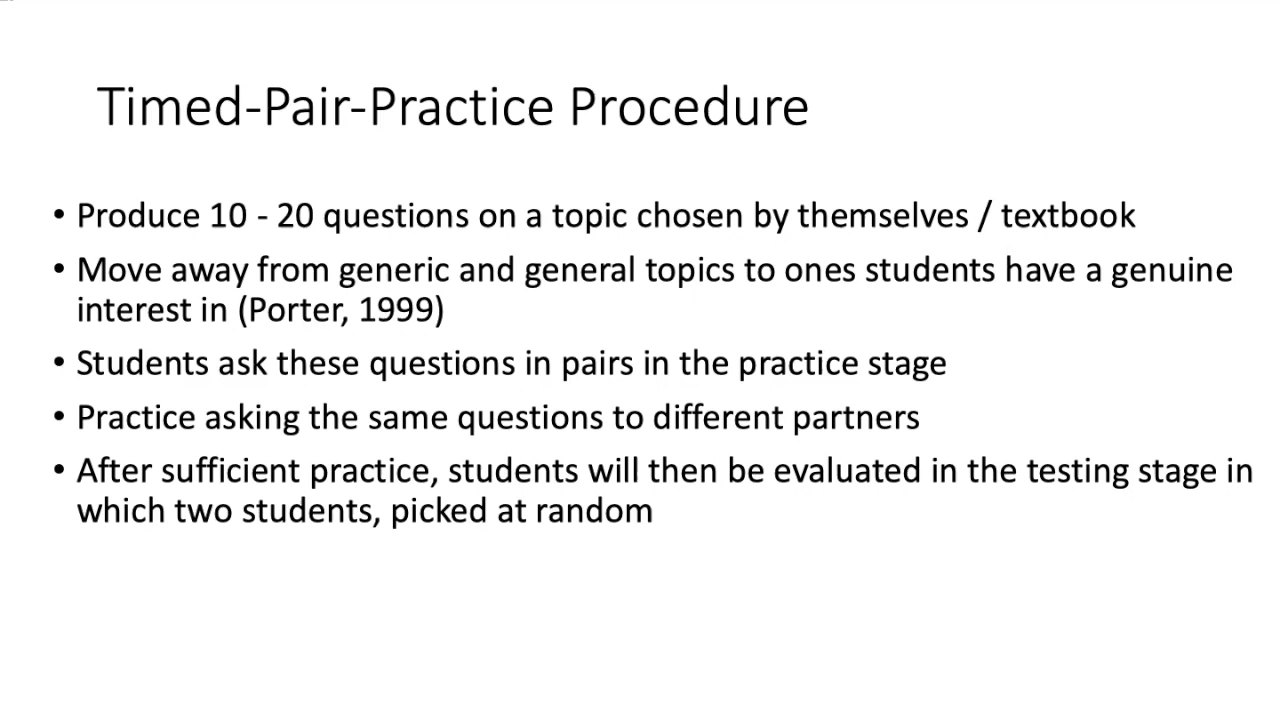 Timed-Pair-Practice Procedure
• Produce 10 - 20 questions on a topic chosen by themselves / textbook
• Move away from generic and general topics to ones students have a genuine
interest in (Porter, 1999)
• Students ask these questions in pairs in the practice stage
• Practice asking the same questions to different partners
• After sufficient practice, students will then be evaluated in the testing stage in
which two students, picked at random